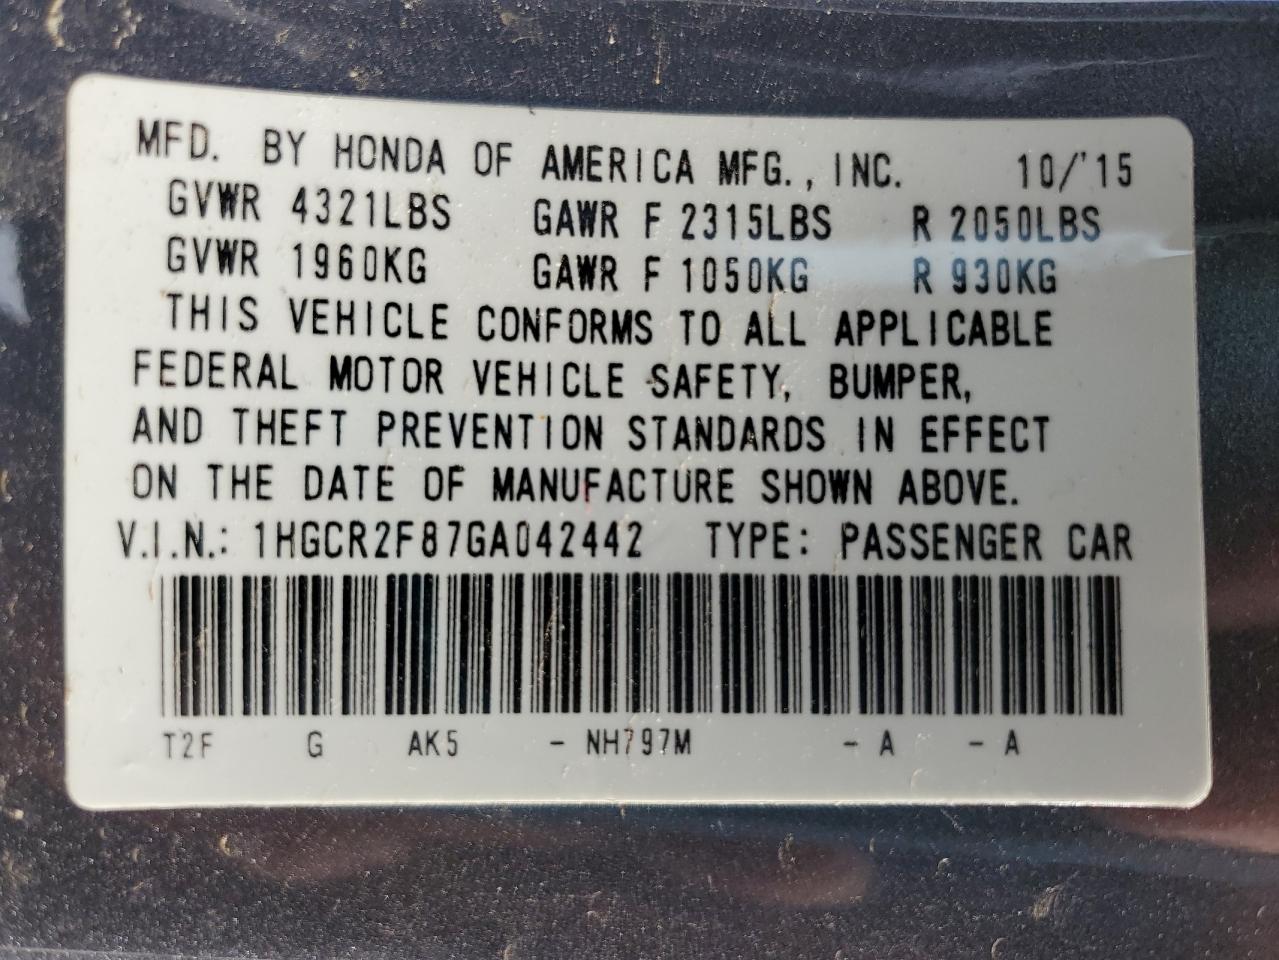 MFD. BY HONDA OF AMERICA MFG., INC. 10/'15
GVWR 4321LBS GAWR F 2315LBS R 2050LBS
GVWR 1960KG GAWR F 1050KG R 930KG
THIS VEHICLE CONFORMS TO ALL APPLICABLE
FEDERAL MOTOR VEHICLE SAFETY, BUMPER,
AND THEFT PREVENTION STANDARDS IN EFFECT
ON THE DATE OF MANUFACTURE SHOWN ABOVE.
V.I.N.: 1HGCR2F87GA042442 TYPE: PASSENGER CAR
T2F G AK5 - NH797M - A - A